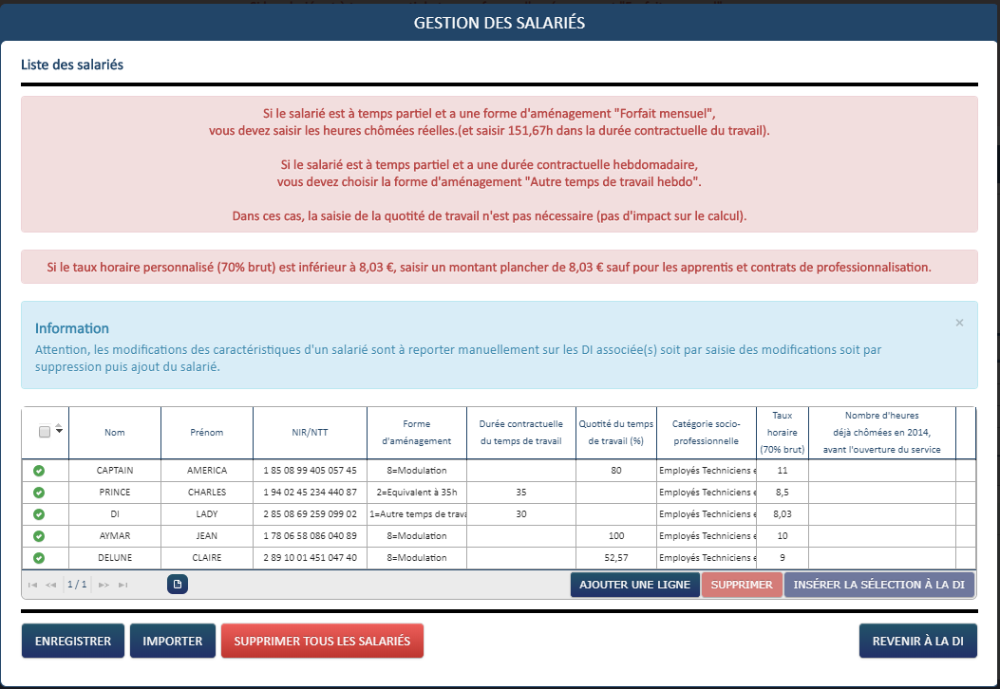 GESTION DES SALARIÉS
Liste des salariés
Si le salarié est à temps partiel et a une forme d'aménagement "Forfait mensuel",
vous devez saisir les heures chômées réelles.(et saisir 151,67h dans la durée contractuelle du travail).
Si le salarié est à temps partiel et a une durée contractuelle hebdomadaire,
vous devez choisir la forme d'aménagement "Autre temps de travail hebdo".
Dans ces cas, la saisie de la quotité de travail n'est pas nécessaire (pas d'impact sur le calcul).
Si le taux horaire personnalisé (70% brut) est inférieur à 8,03 €, saisir un montant plancher de 8,03 € sauf pour les apprentis et contrats de professionnalisation.
Information
×
Attention, les modifications des caractéristiques d'un salarié sont à reporter manuellement sur les DI associée(s) soit par saisie des modifications soit par
suppression puis ajout du salarié.
Nom Prénom NIR/NTT Forme d'aménagement Durée contractuelle du temps de travail Quotité du temps de travail (%) Catégorie socio-professionnelle Taux horaire (70% brut) Nombre d'heures déjà chômées en 2014, avant l'ouverture du service
CAPTAIN AMERICA 1 85 08 99 405 057 45 8=Modulation 80 Employés Techniciens e 11
PRINCE CHARLES 1 94 02 45 234 440 87 2=Equivalent à 35h 35 Employés Techniciens e 8,5
DI LADY 2 85 08 69 259 099 02 1=Autre temps de trava 30 Employés Techniciens e 8,03
AYMAR JEAN 1 78 06 58 086 040 89 8=Modulation 100 Employés Techniciens e 10
DELUNE CLAIRE 2 89 10 01 451 047 40 8=Modulation 52,57 Employés Techniciens e 9
1 / 1 AJOUTER UNE LIGNE SUPPRIMER INSÉRER LA SÉLECTION À LA DI
ENREGISTRER IMPORTER SUPPRIMER TOUS LES SALARIÉS REVENIR À LA DI